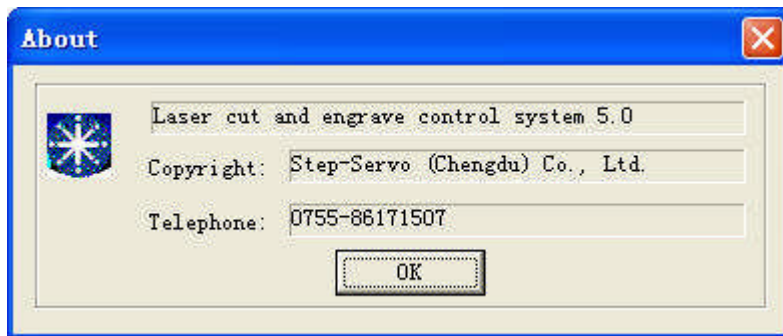 About
Laser cut and engrave control system 5.0
Copyright: Step-Servo (Chengdu) Co., Ltd.
Telephone: 0755-86171507
OK